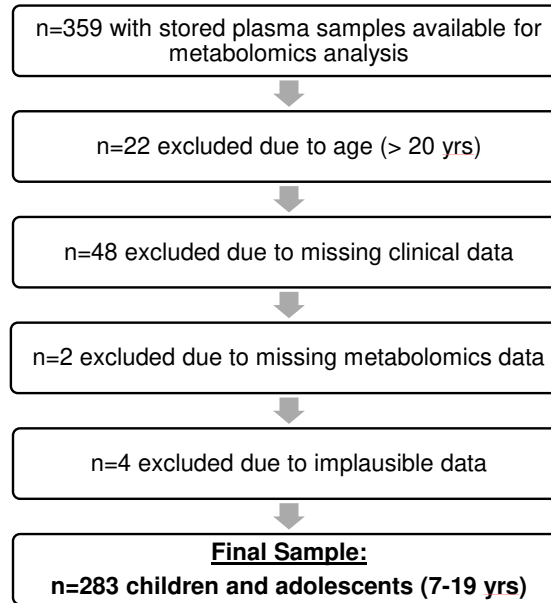 n=359 with stored plasma samples available for
metabolomics analysis
n=22 excluded due to age (> 20 yrs)
n=48 excluded due to missing clinical data
n=2 excluded due to missing metabolomics data
n=4 excluded due to implausible data
Final Sample:
n=283 children and adolescents (7-19 yrs)